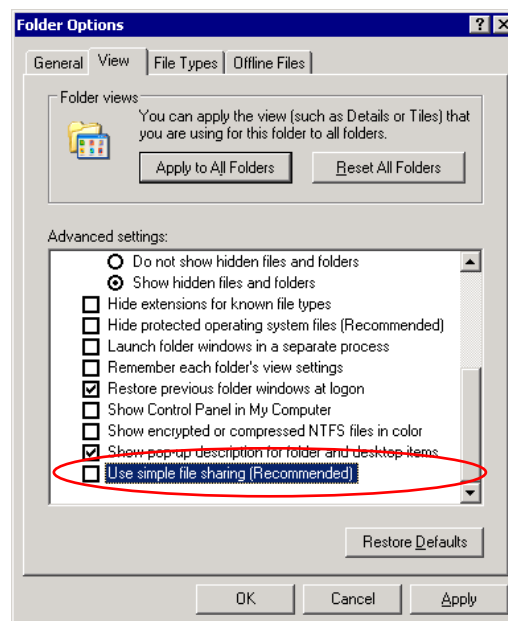 Folder Options
General View File Types Offline Files
Folder views
You can apply the view (such as Details or Tiles) that
you are using for this folder to all folders.
Apply to All Folders Reset All Folders
Advanced settings:
Do not show hidden files and folders
Show hidden files and folders
Hide extensions for known file types
Hide protected operating system files (Recommended)
Launch folder windows in a separate process
Remember each folder's view settings
Restore previous folder windows at logon
Show Control Panel in My Computer
Show encrypted or compressed NTFS files in color
Show pop-up description for folder and desktop items
Use simple file sharing (Recommended)
Restore Defaults
OK Cancel Apply